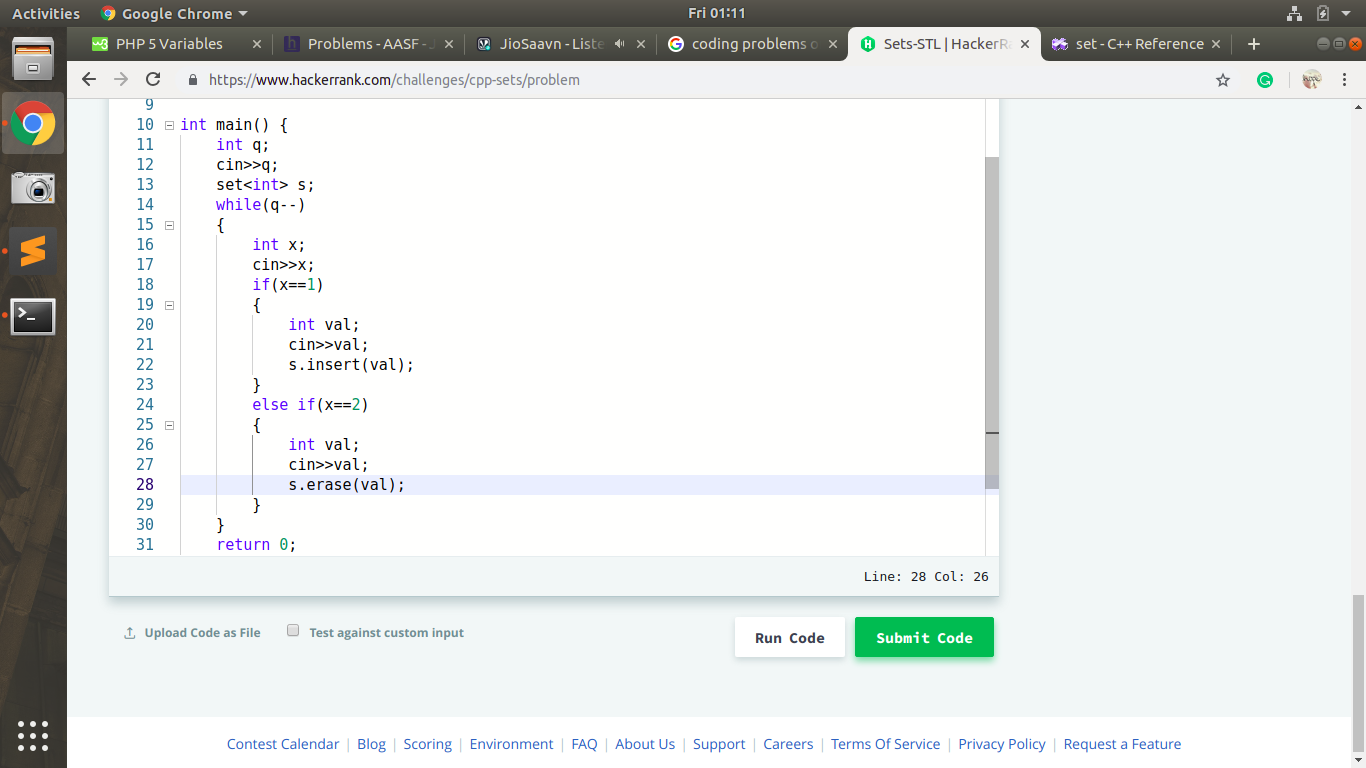 Activities Google Chrome Fri 01:11
PHP 5 Variables Problems - AASF - J JioSaavn - Liste coding problems o Sets-STL | HackerRa set - C++ Reference
https://www.hackerrank.com/challenges/cpp-sets/problem
9
10 int main() {
11 int q;
12 cin>>q;
13 set<int> s;
14 while(q--)
15 {
16 int x;
17 cin>>x;
18 if(x==1)
19 {
20 int val;
21 cin>>val;
22 s.insert(val);
23 }
24 else if(x==2)
25 {
26 int val;
27 cin>>val;
28 s.erase(val);
29 }
30 }
31 return 0;
Line: 28 Col: 26
Upload Code as File Test against custom input Run Code Submit Code
Contest Calendar | Blog | Scoring | Environment | FAQ | About Us | Support | Careers | Terms Of Service | Privacy Policy | Request a Feature